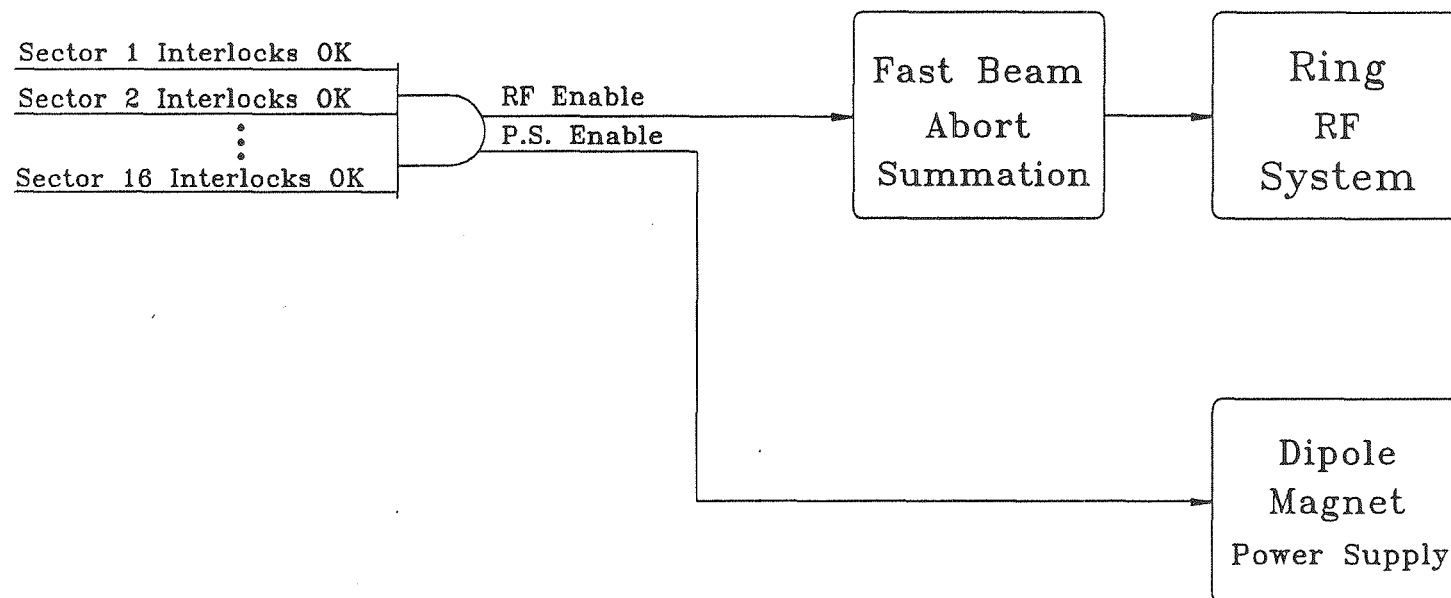 Sector 1 Interlocks OK
Sector 2 Interlocks OK
Sector 16 Interlocks OK
RF Enable
P.S. Enable
Fast Beam
Abort
Summation
Ring
RF
System
Dipole
Magnet
Power Supply